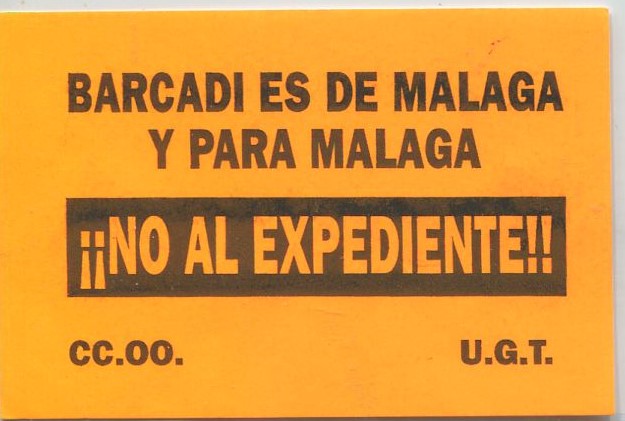 BARCADI ES DE MALAGA
Y PARA MALAGA
¡¡NO AL EXPEDIENTE!!
CC.OO. U.G.T.